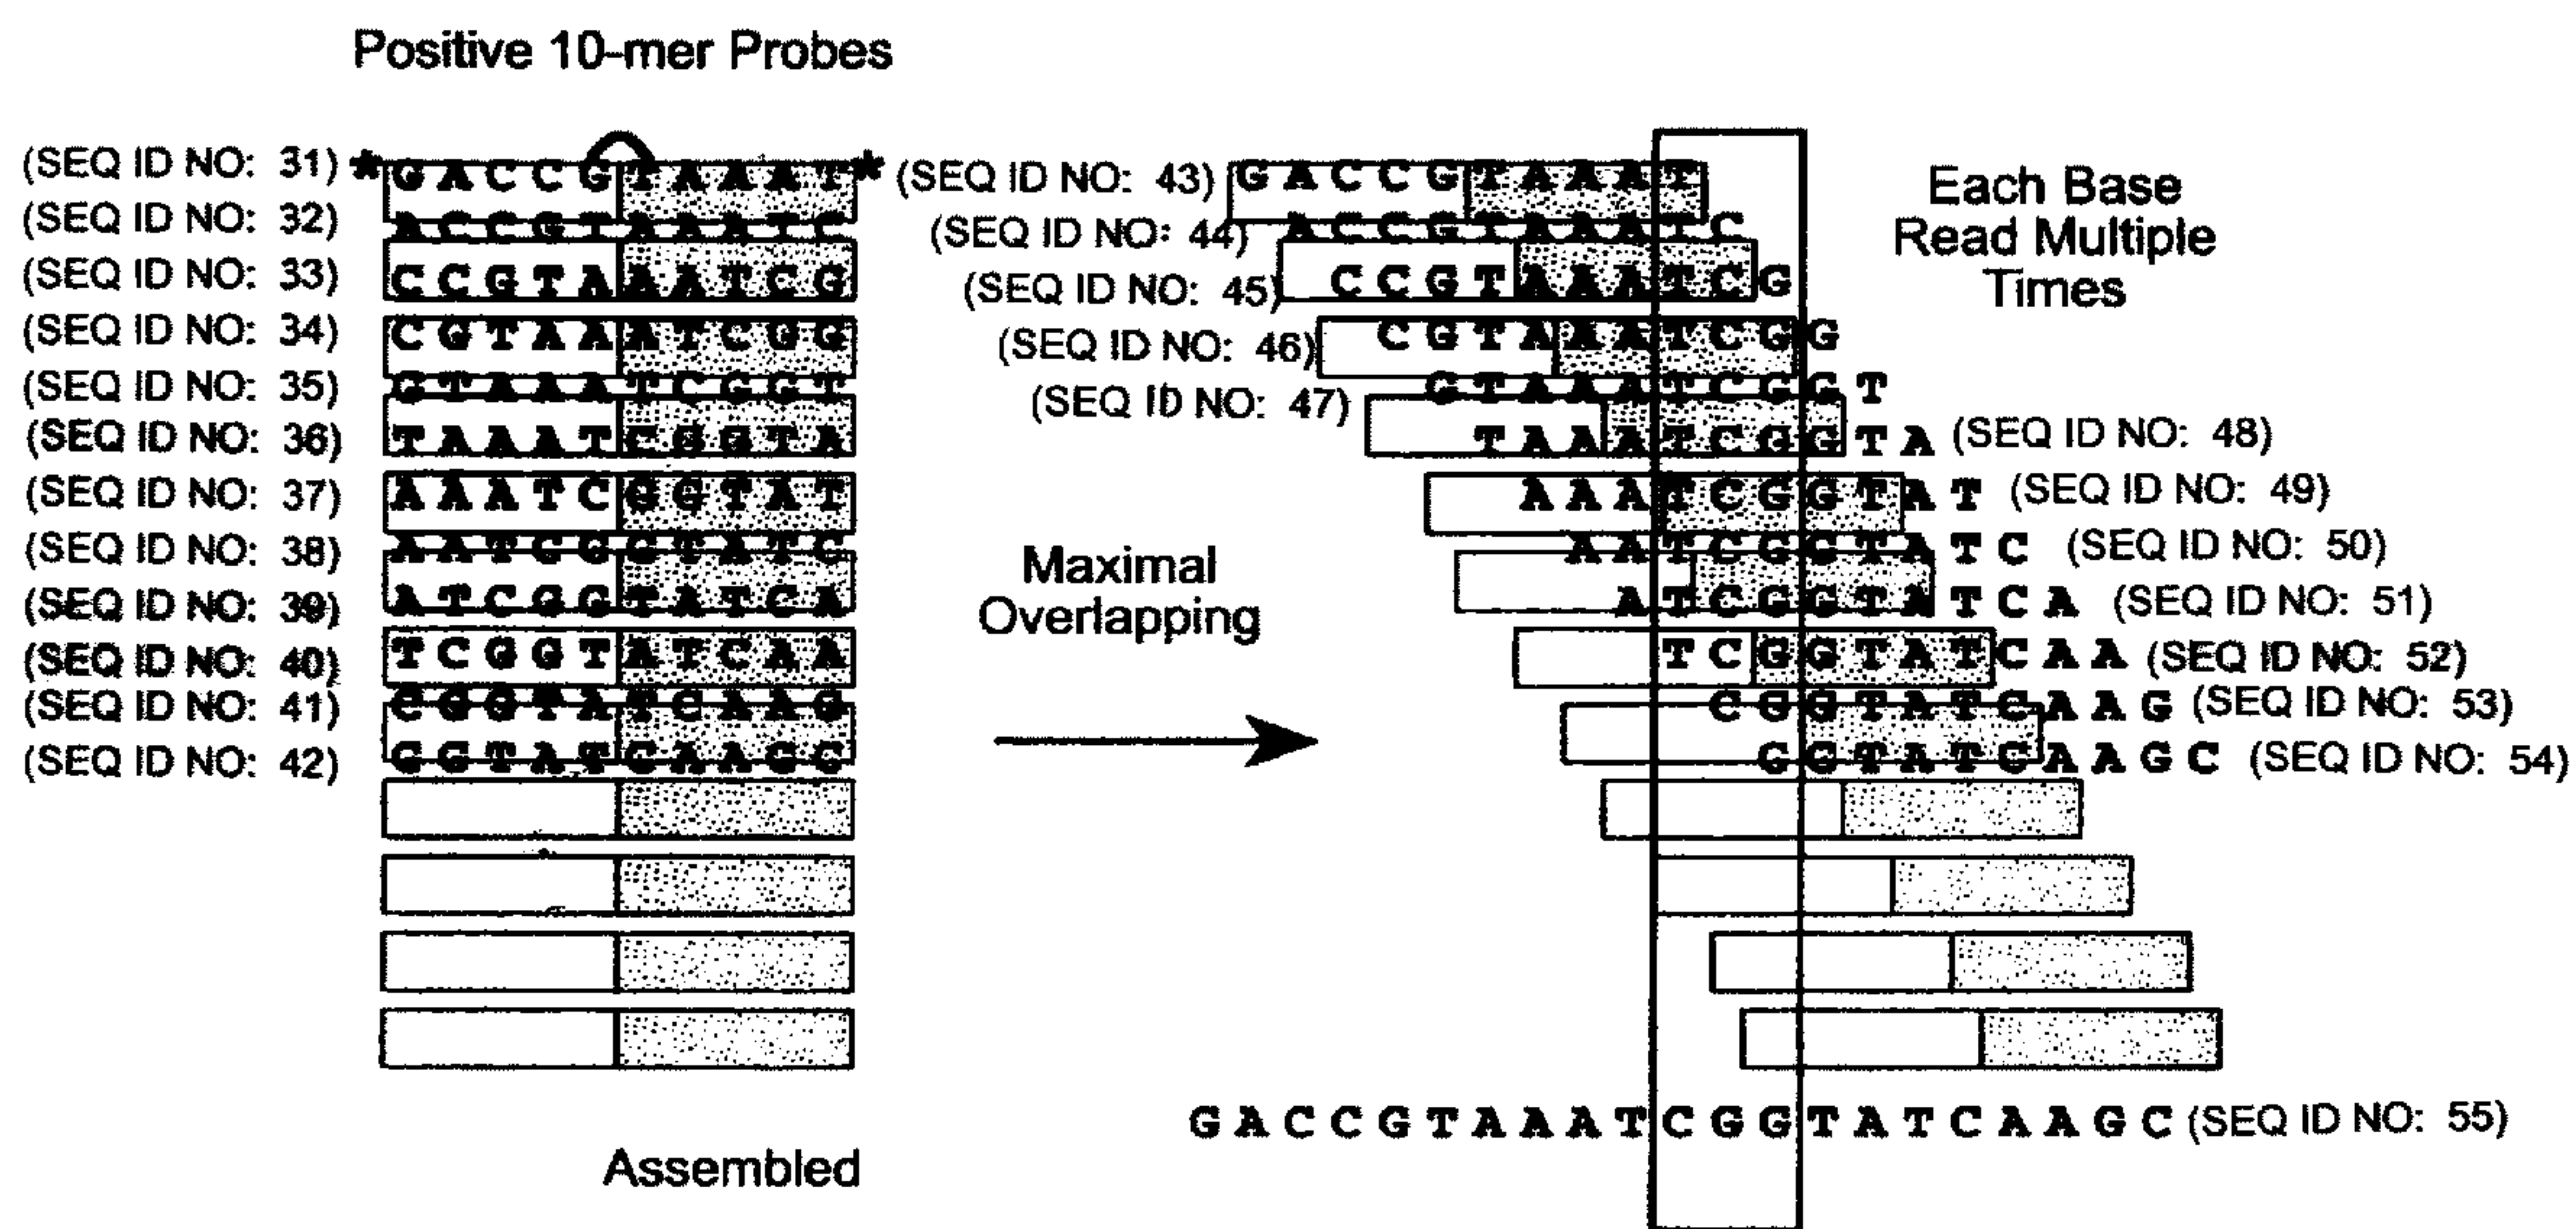 Positive 10-mer Probes
(SEQ ID NO: 31) *GACCGTAAAT* (SEQ ID NO: 43) GACCGTAAAT
(SEQ ID NO: 32) ACCGTAAATC (SEQ ID NO: 44) ACCGTAAATC
(SEQ ID NO: 33) CCGTAAATCG (SEQ ID NO: 45) CCGTAAATCG
(SEQ ID NO: 34) CGTAAATCGG (SEQ ID NO: 46) CGTAAATCGG
(SEQ ID NO: 35) GTAAATCGGT (SEQ ID NO: 47) GTAAATCGGT
(SEQ ID NO: 36) TAAATCGGTA TAAATCGGTA (SEQ ID NO: 48)
(SEQ ID NO: 37) AAATCGGTAT AAATCGGTAT (SEQ ID NO: 49)
(SEQ ID NO: 38) AATCGGTATC AATCGGTATC (SEQ ID NO: 50)
(SEQ ID NO: 39) ATCGGTATCA ATCGGTATCA (SEQ ID NO: 51)
(SEQ ID NO: 40) TCGGTATCAA TCGGTATCAA (SEQ ID NO: 52)
(SEQ ID NO: 41) CGGTATCAAG CGGTATCAAG (SEQ ID NO: 53)
(SEQ ID NO: 42) GGTATCAAGC GGTATCAAGC (SEQ ID NO: 54)
Each Base
Read Multiple
Times
Maximal
Overlapping
GACCGTAAATCGGTATCAAGC (SEQ ID NO: 55)
Assembled